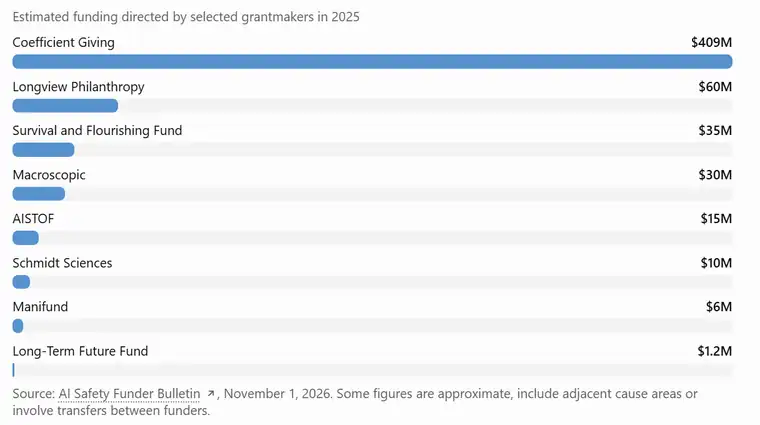 Estimated funding directed by selected grantmakers in 2025
Coefficient Giving $409M
Longview Philanthropy $60M
Survival and Flourishing Fund $35M
Macroscopic $30M
AISTOF $15M
Schmidt Sciences $10M
Manifund $6M
Long-Term Future Fund $1.2M
Source: AI Safety Funder Bulletin ↗, November 1, 2026. Some figures are approximate, include adjacent cause areas or
involve transfers between funders.